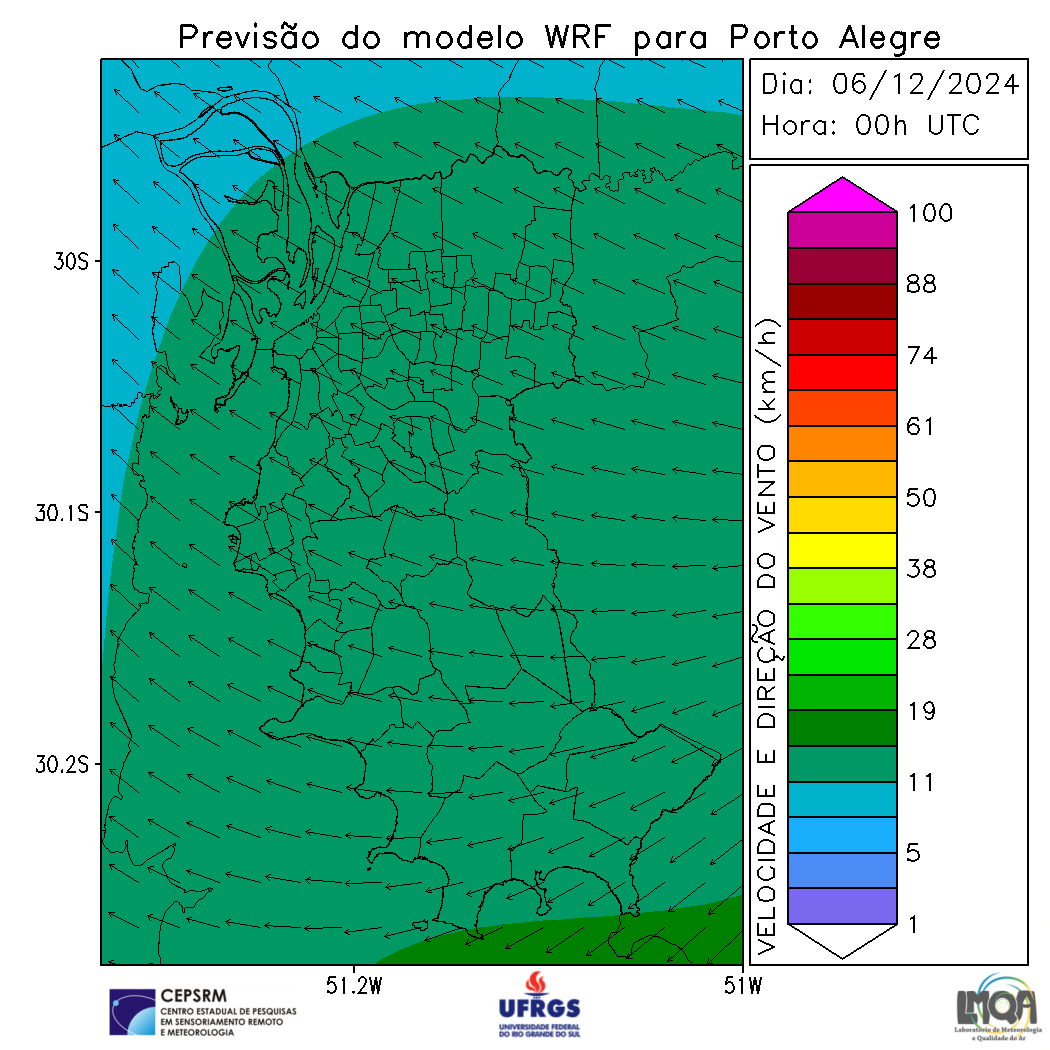 Previsão do modelo WRF para Porto Alegre
Dia: 06/12/2024
Hora: 00h UTC
30S
30.1S
30.2S
51.2W
51W
VELOCIDADE E DIREÇÃO DO VENTO (km/h)
100
88
74
61
50
38
28
19
11
5
1
CEPSRM
CENTRO ESTADUAL DE PESQUISAS
EM SENSORIAMENTO REMOTO
E METEOROLOGIA
UFRGS
UNIVERSIDADE FEDERAL
DO RIO GRANDE DO SUL
LMQA
Laboratório de Meteorologia
e Qualidade do Ar